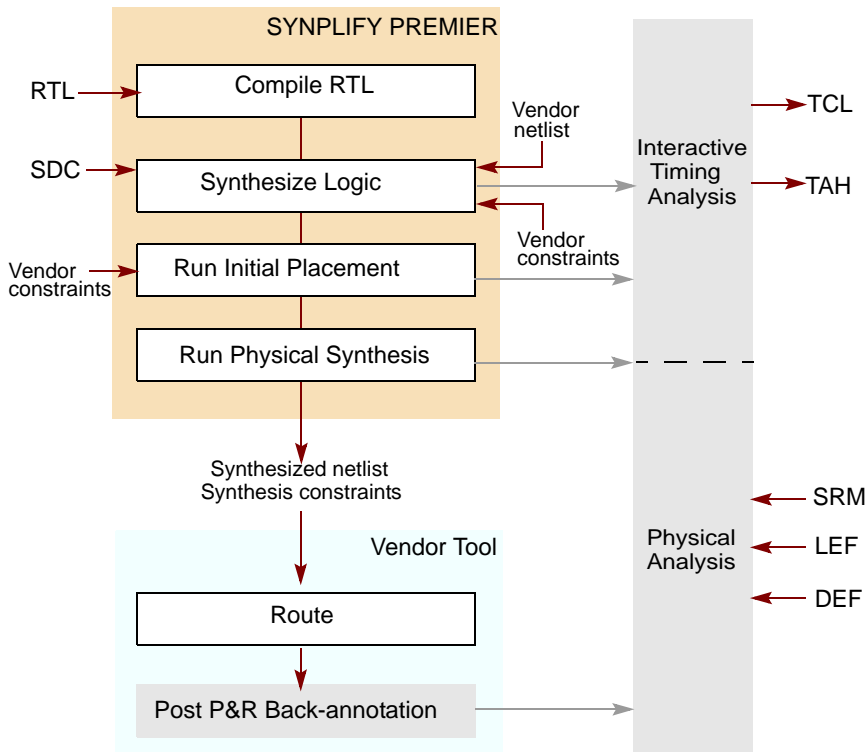 SYNPLIFY PREMIER
RTL
Compile RTL
Vendor
netlist
SDC
Synthesize Logic
Vendor
constraints
Vendor
constraints
Run Initial Placement
Run Physical Synthesis
Synthesized netlist
Synthesis constraints
Vendor Tool
Route
Post P&R Back-annotation
Interactive
Timing
Analysis
TCL
TAH
Physical
Analysis
SRM
LEF
DEF